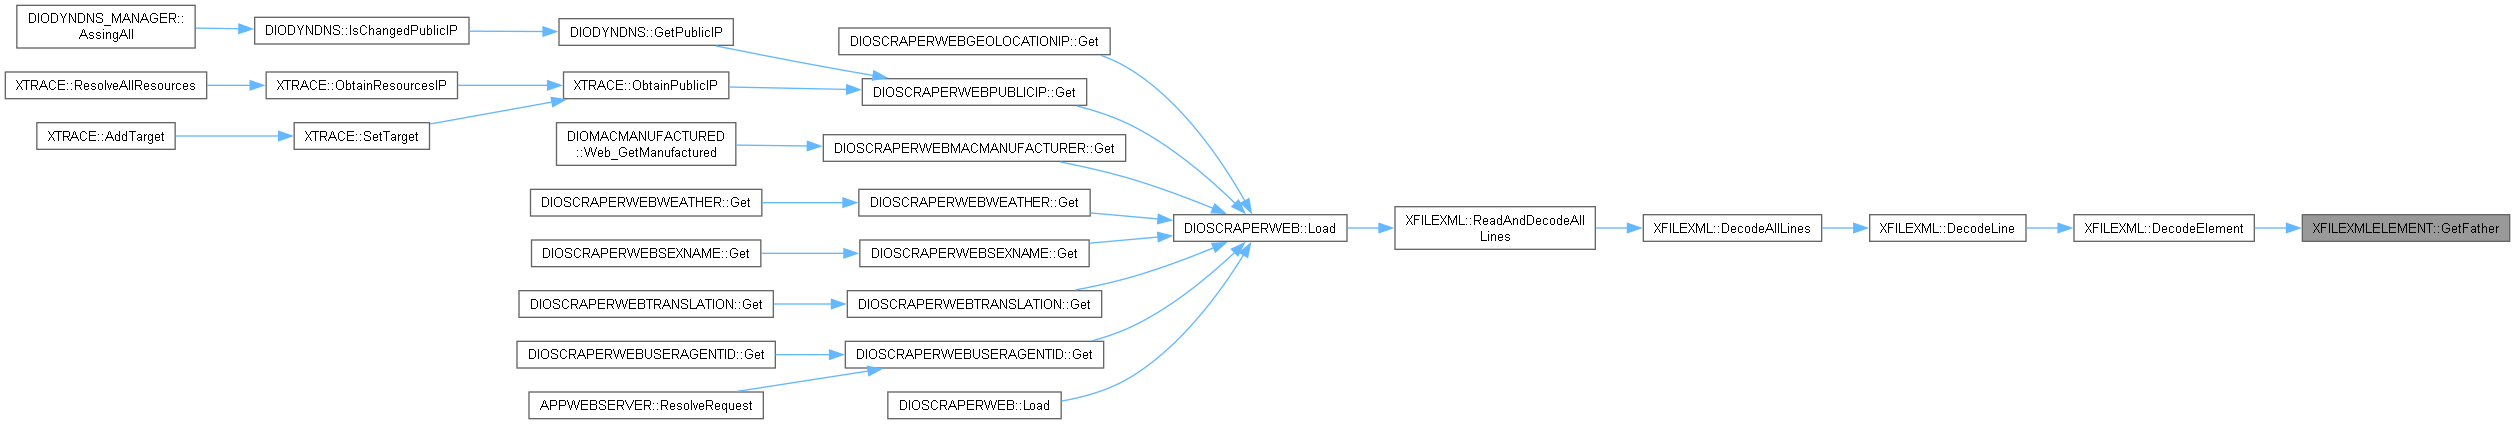 DIODYNDNS_MANAGER::
AssingAll
DIODYNDNS::IsChangedPublicIP
DIODYNDNS::GetPublicIP
DIOSCRAPERWEBGEOLOCATIONIP::Get
XTRACE::ResolveAllResources
XTRACE::ObtainResourcesIP
XTRACE::ObtainPublicIP
DIOSCRAPERWEBPUBLICIP::Get
XTRACE::AddTarget
XTRACE::SetTarget
DIOMACMANUFACTURED
::Web_GetManufactured
DIOSCRAPERWEBMACMANUFACTURER::Get
DIOSCRAPERWEBWEATHER::Get
DIOSCRAPERWEBWEATHER::Get
DIOSCRAPERWEB::Load
XFILEXML::ReadAndDecodeAll
Lines
XFILEXML::DecodeAllLines
XFILEXML::DecodeLine
XFILEXML::DecodeElement
XFILEXMLELEMENT::GetFather
DIOSCRAPERWEBSEXNAME::Get
DIOSCRAPERWEBSEXNAME::Get
DIOSCRAPERWEBTRANSLATION::Get
DIOSCRAPERWEBTRANSLATION::Get
DIOSCRAPERWEBUSERAGENTID::Get
DIOSCRAPERWEBUSERAGENTID::Get
APPWEBSERVER::ResolveRequest
DIOSCRAPERWEB::Load